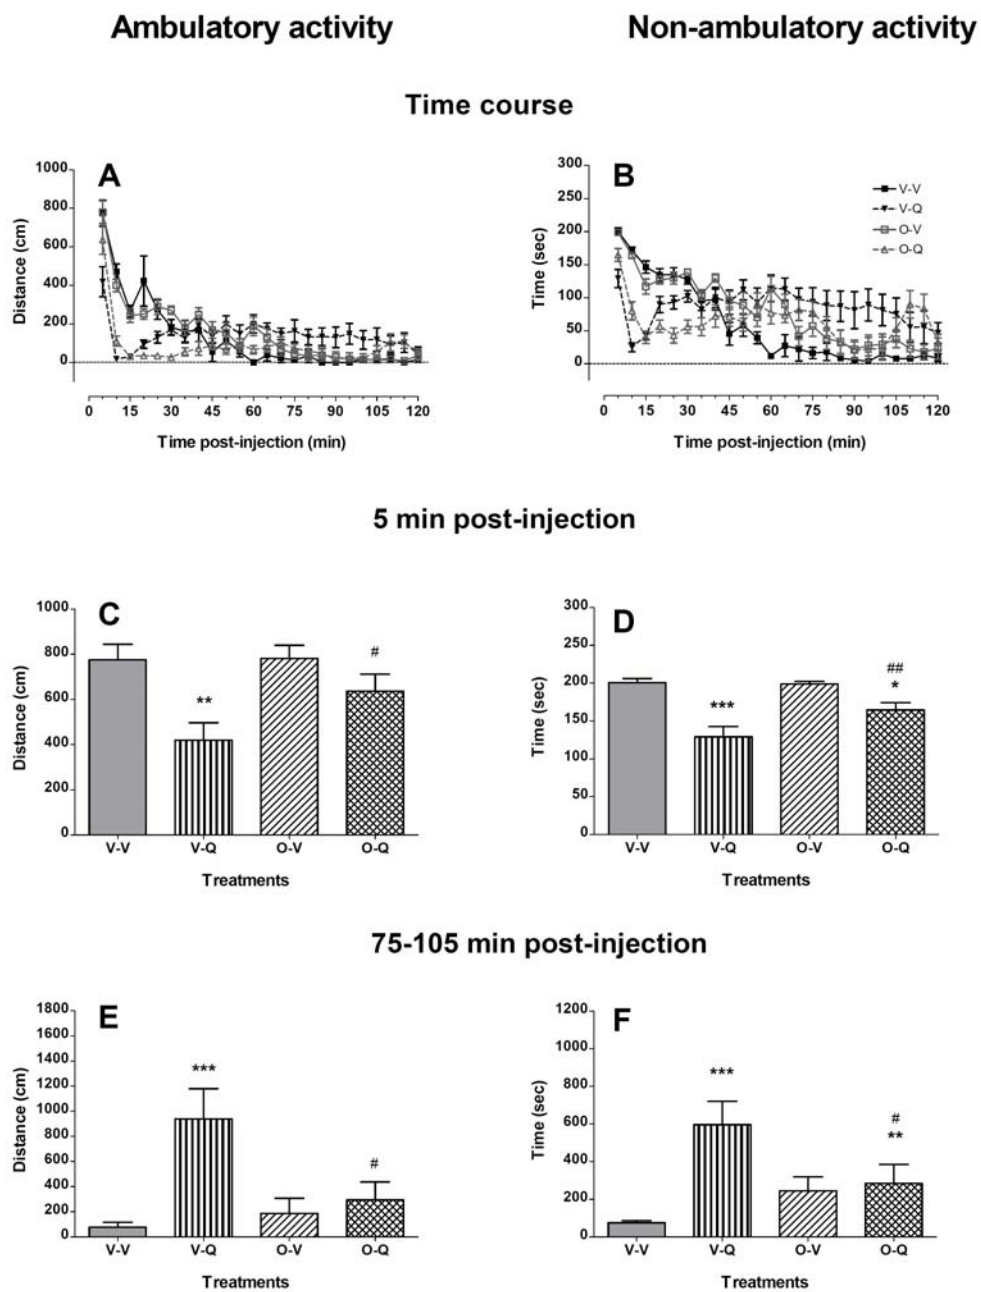 Ambulatory activity
Non-ambulatory activity
Time course
A
Distance (cm)
1000
800
600
400
200
0
0 15 30 45 60 75 90 105 120
Time post-injection (min)
B
Time (sec)
300
250
200
150
100
50
0
V-V
V-Q
O-V
O-Q
0 15 30 45 60 75 90 105 120
Time post-injection (min)
5 min post-injection
C
Distance (cm)
1000
800
600
400
200
0
**
#
V-V V-Q O-V O-Q
Treatments
D
Time (sec)
300
250
200
150
100
50
0
***
##
*
V-V V-Q O-V O-Q
Treatments
75-105 min post-injection
E
Distance (cm)
1800
1600
1400
1200
1000
800
600
400
200
0
***
#
V-V V-Q O-V O-Q
Treatments
F
Time (sec)
1200
1000
800
600
400
200
0
***
#
**
V-V V-Q O-V O-Q
Treatments